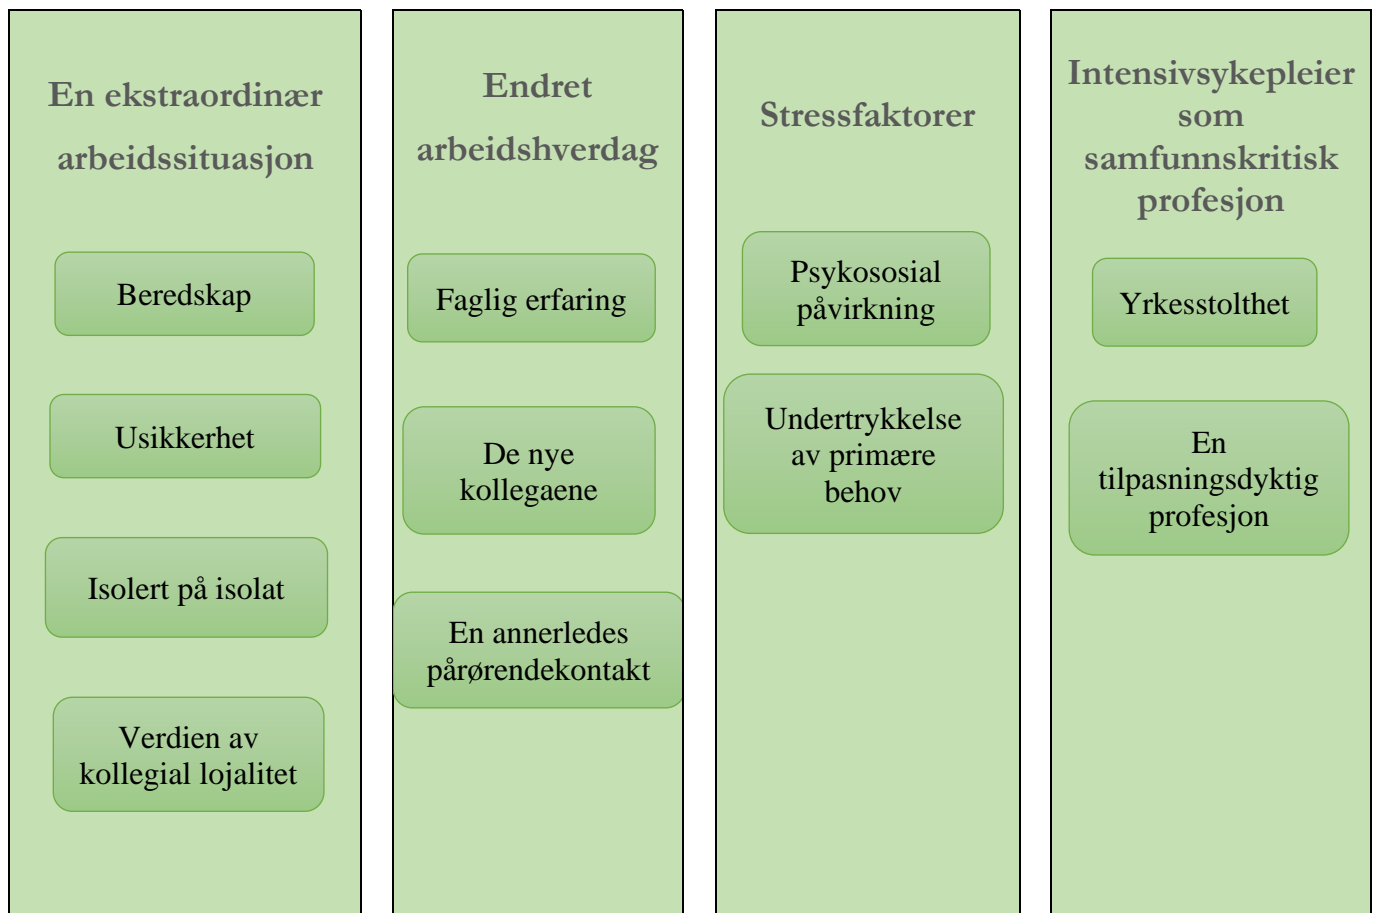 En ekstraordinær
arbeidssituasjon
Beredskap
Usikkerhet
Isolert på isolat
Verdien av
kollegial lojalitet
Endret
arbeidshverdag
Faglig erfaring
De nye
kollegaene
En annerledes
pårørendekontakt
Stressfaktorer
Psykososial
påvirkning
Undertrykkelse
av primære
behov
Intensivsykepleier
som
samfunnskritisk
profesjon
Yrkesstolthet
En
tilpasningsdyktig
profesjon